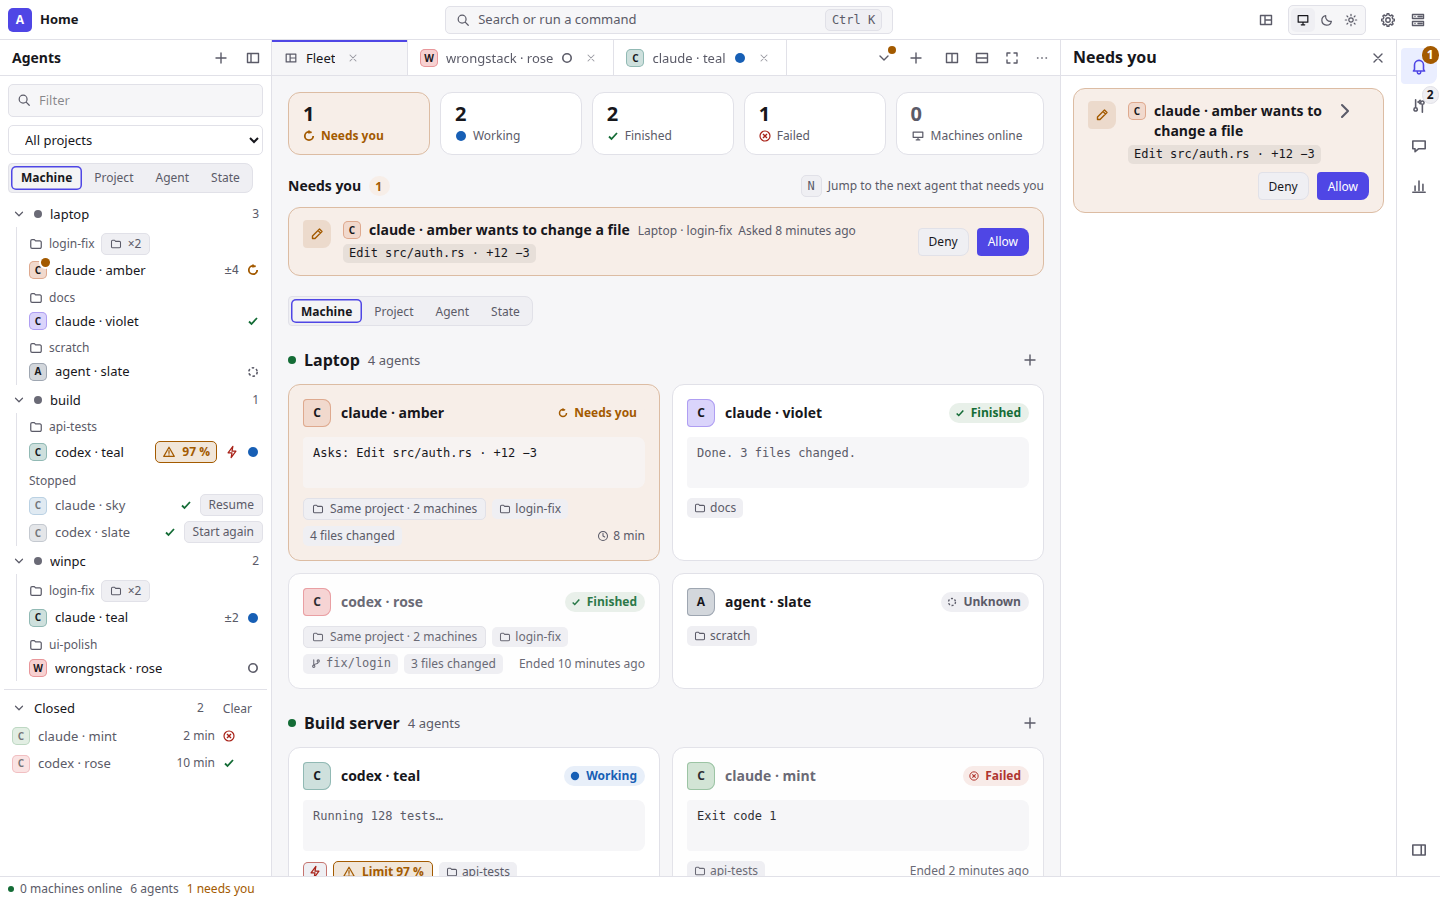 A Home
Search or run a command Ctrl K
Agents
Filter
All projects
Machine Project Agent State
laptop 3
login-fix ×2
C claude · amber ±4
docs
C claude · violet
scratch
A agent · slate
build 1
api-tests
C codex · teal 97 %
Stopped
C claude · sky Resume
C codex · slate Start again
winpc 2
login-fix ×2
C claude · teal ±2
ui-polish
W wrongstack · rose
Closed 2 Clear
C claude · mint 2 min
C codex · rose 10 min
Fleet
W wrongstack · rose
C claude · teal
1 Needs you
2 Working
2 Finished
1 Failed
0 Machines online
Needs you 1
N Jump to the next agent that needs you
C claude · amber wants to change a file Laptop · login-fix Asked 8 minutes ago
Edit src/auth.rs · +12 −3
Deny Allow
Machine Project Agent State
Laptop 4 agents
C claude · amber Needs you
Asks: Edit src/auth.rs · +12 −3
Same project · 2 machines login-fix
4 files changed 8 min
C claude · violet Finished
Done. 3 files changed.
docs
C codex · rose Finished
Same project · 2 machines login-fix
fix/login 3 files changed Ended 10 minutes ago
A agent · slate Unknown
scratch
Build server 4 agents
C codex · teal Working
Running 128 tests…
Limit 97 % api-tests
C claude · mint Failed
Exit code 1
api-tests Ended 2 minutes ago
Needs you
C claude · amber wants to
change a file
Edit src/auth.rs · +12 −3
Deny Allow
1
2
0 machines online 6 agents 1 needs you